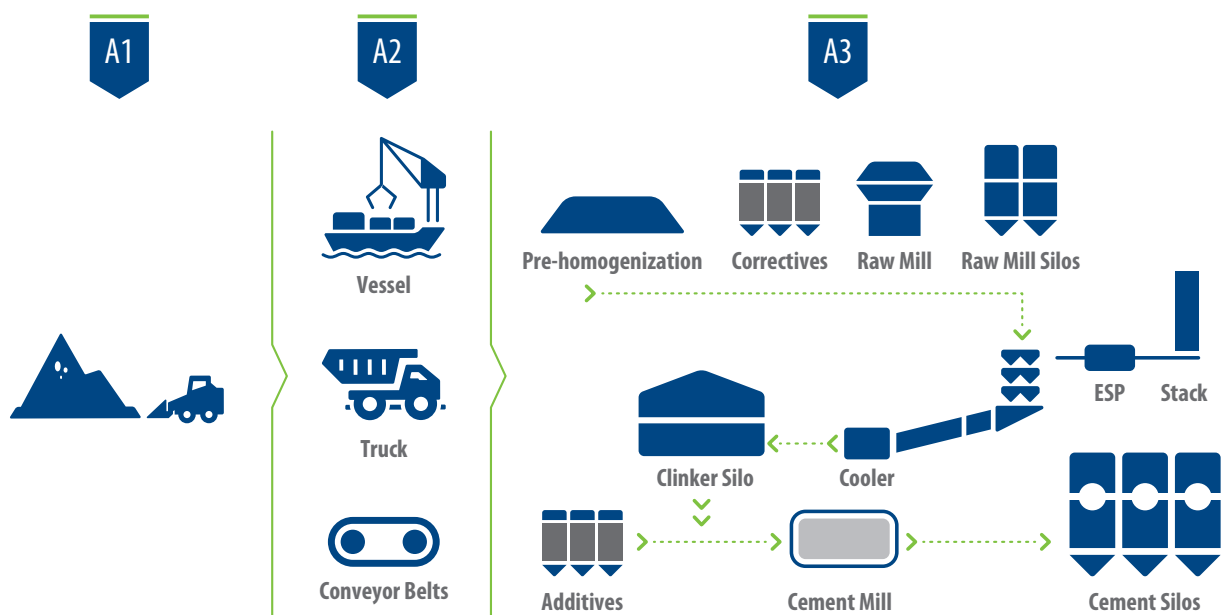 A1
A2
A3
Vessel
Truck
Conveyor Belts
Pre-homogenization
Correctives
Raw Mill
Raw Mill Silos
ESP
Stack
Clinker Silo
Cooler
Additives
Cement Mill
Cement Silos